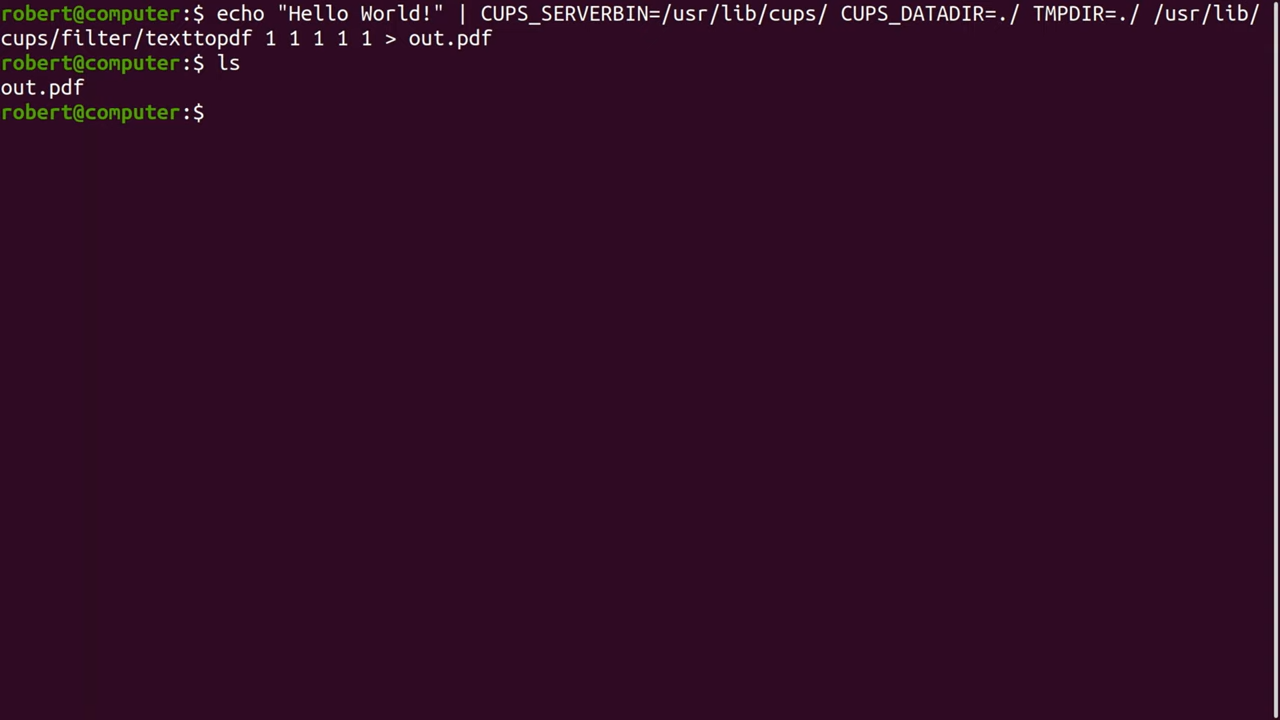 robert@computer:$ echo "Hello World!" | CUPS_SERVERBIN=/usr/lib/cups/ CUPS_DATADIR=./ TMPDIR=./ /usr/lib/
cups/filter/texttopdf 1 1 1 1 1 > out.pdf
robert@computer:$ ls
out.pdf
robert@computer:$